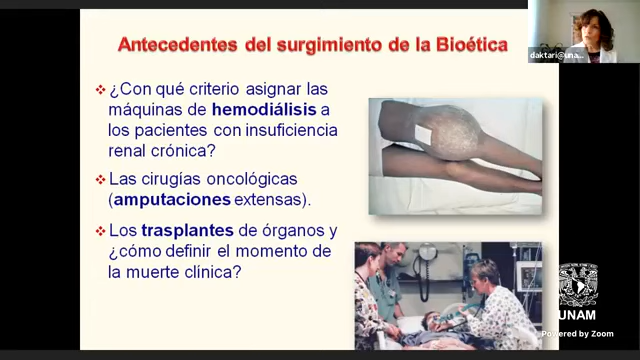 Antecedentes del surgimiento de la Bioética
daktari@una...
¿Con qué criterio asignar las
máquinas de hemodiálisis a
los pacientes con insuficiencia
renal crónica?
Las cirugías oncológicas
(amputaciones extensas).
Los trasplantes de órganos y
¿cómo definir el momento de
la muerte clínica?
UNAM
Powered by Zoom